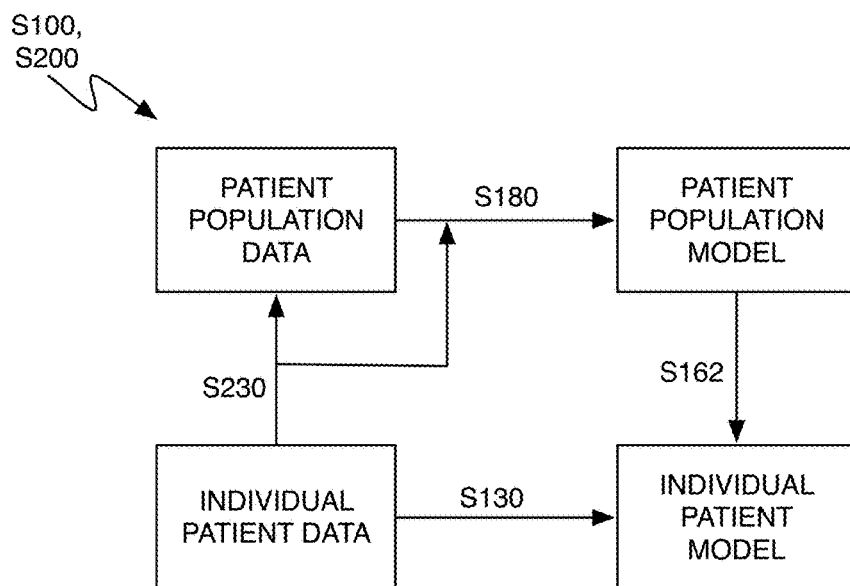 S100,
S200
PATIENT
POPULATION
DATA
S180
PATIENT
POPULATION
MODEL
S230
S162
INDIVIDUAL
PATIENT DATA
S130
INDIVIDUAL
PATIENT
MODEL